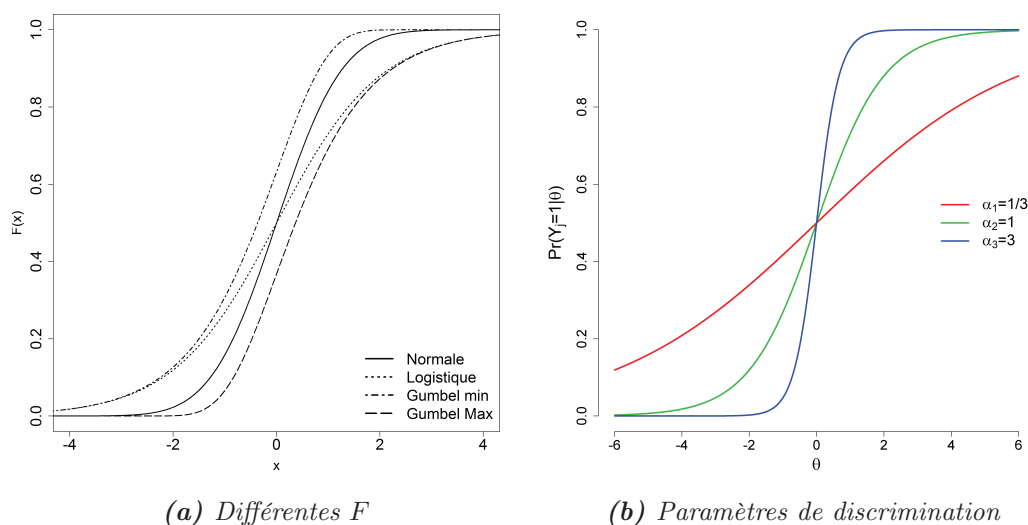 F(x)
1.0
0.8
0.6
0.4
0.2
0.0
-4
-2
0
2
4
x
Normale
Logistique
Gumbel min
Gumbel Max
(a) Différentes F
Pr(Yj=1|θ)
1.0
0.8
0.6
0.4
0.2
0.0
-6
-4
-2
0
2
4
6
θ
α1=1/3
α2=1
α3=3
(b) Paramètres de discrimination